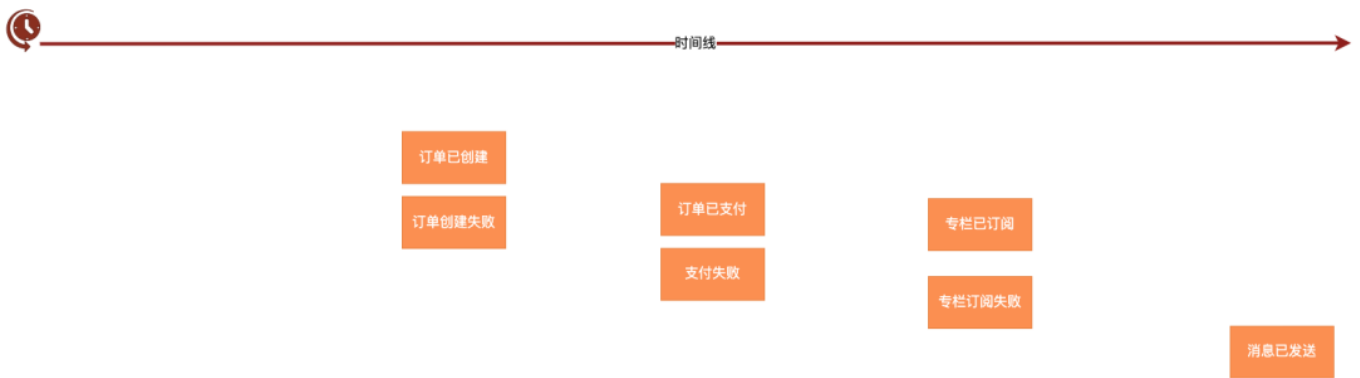 时间线
订单已创建
订单创建失败
订单已支付
支付失败
专栏已订阅
专栏订阅失败
消息已发送